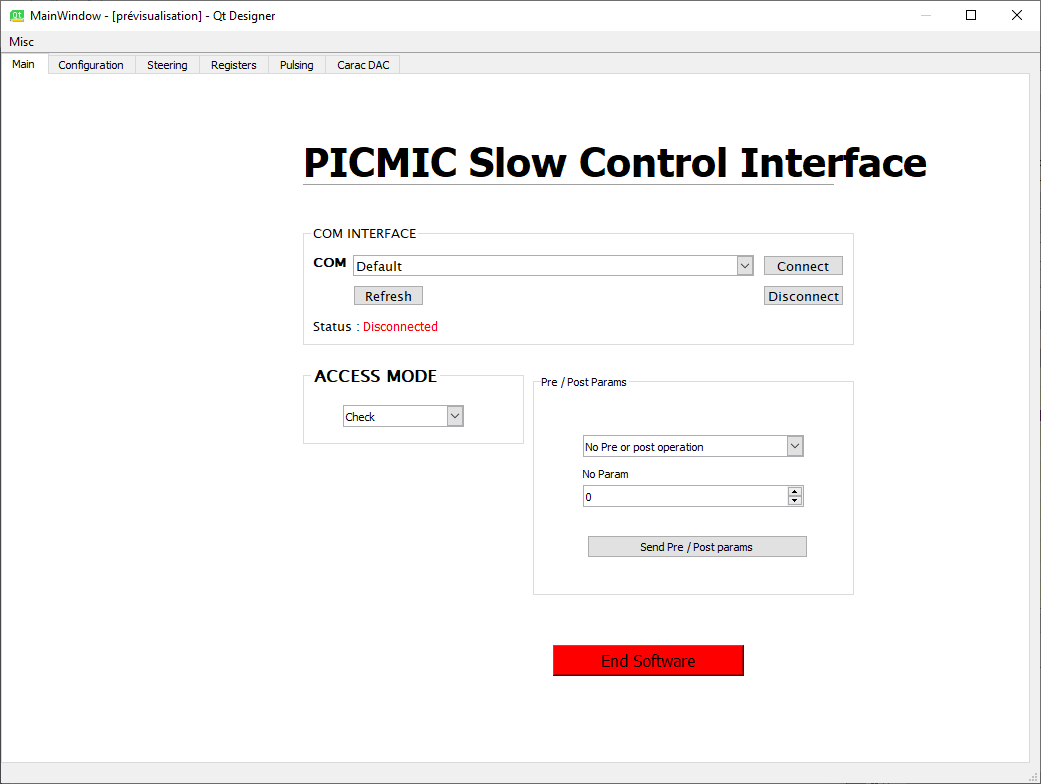 MainWindow - [prévisualisation] - Qt Designer
Misc
Main Configuration Steering Registers Pulsing Carac DAC
PICMIC Slow Control Interface
COM INTERFACE
COM Default Connect
Refresh Disconnect
Status : Disconnected
ACCESS MODE
Check
Pre / Post Params
No Pre or post operation
No Param
0
Send Pre / Post params
End Software